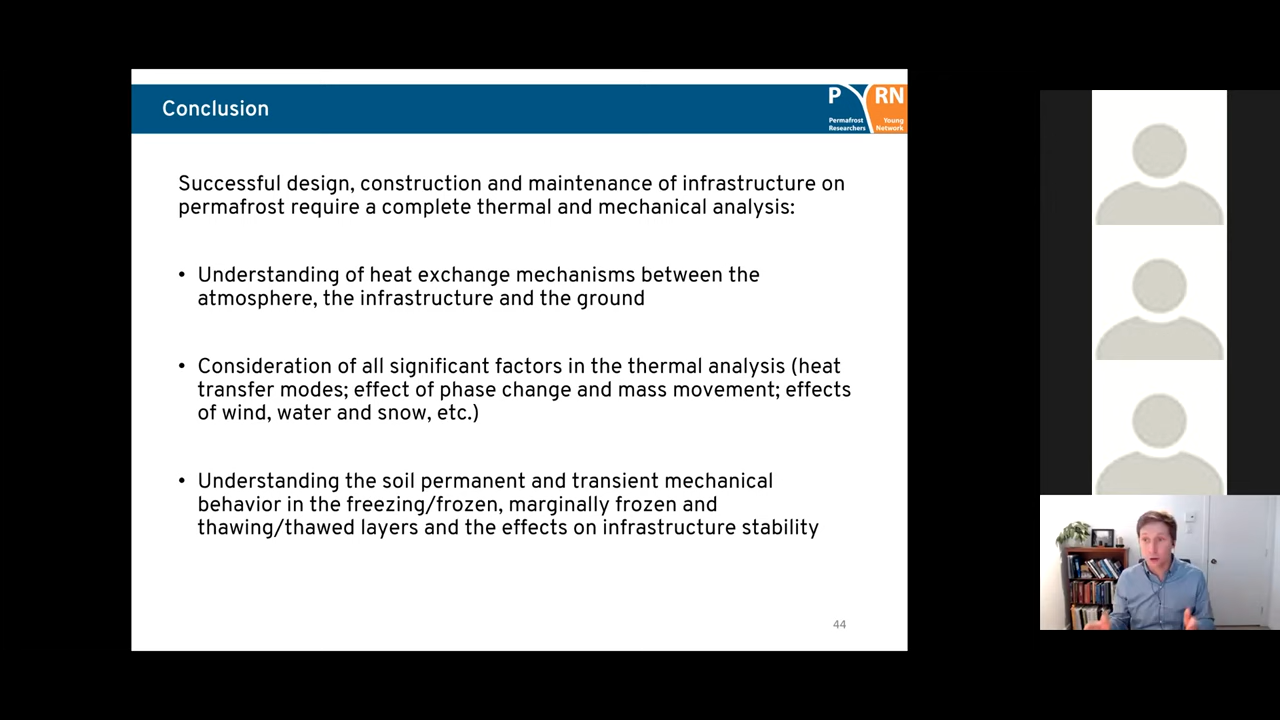 Conclusion
P RN
Permafrost Young
Researchers Network
Successful design, construction and maintenance of infrastructure on
permafrost require a complete thermal and mechanical analysis:
• Understanding of heat exchange mechanisms between the
atmosphere, the infrastructure and the ground
• Consideration of all significant factors in the thermal analysis (heat
transfer modes; effect of phase change and mass movement; effects
of wind, water and snow, etc.)
• Understanding the soil permanent and transient mechanical
behavior in the freezing/frozen, marginally frozen and
thawing/thawed layers and the effects on infrastructure stability
44